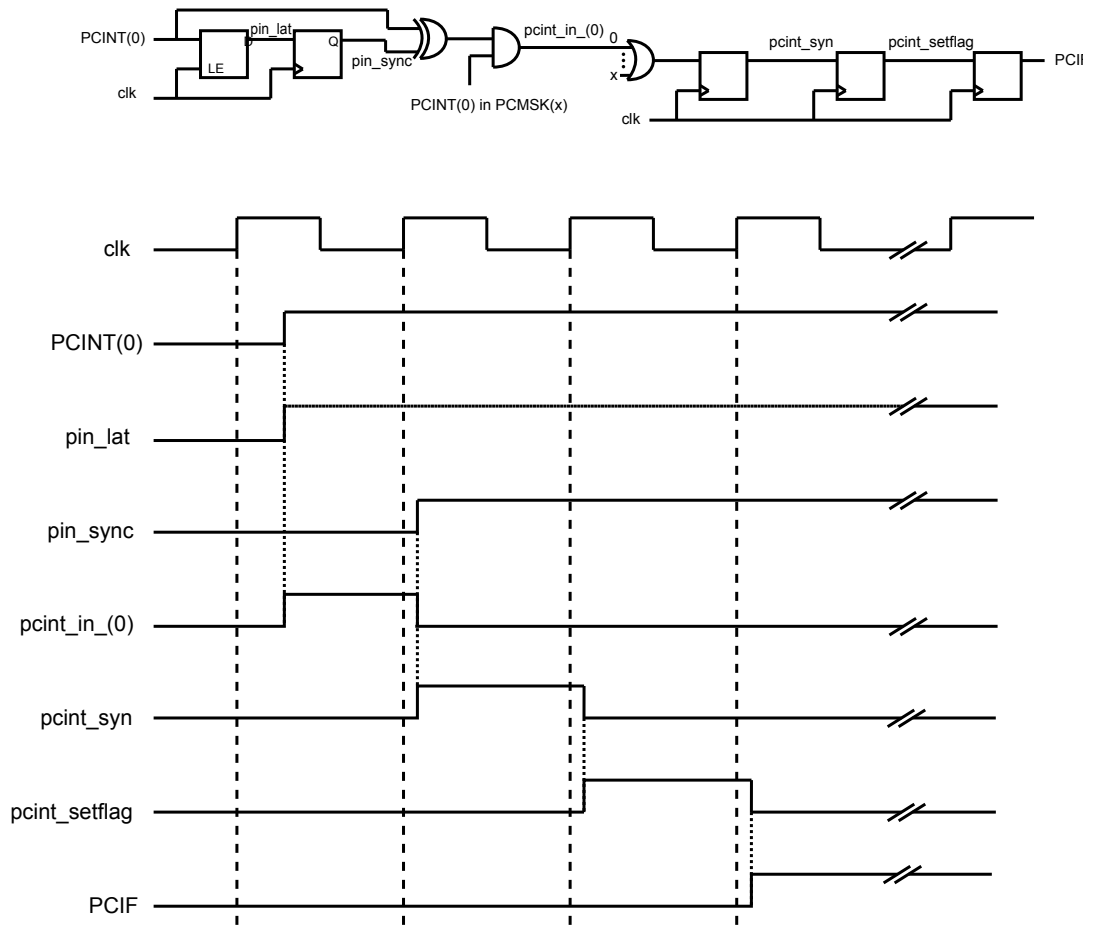 PCINT(0)
LE
pin_lat
D
Q
pin_sync
clk
PCINT(0) in PCMSK(x)
pcint_in_(0)
0
x
clk
pcint_syn
pcint_setflag
PCIF
clk
PCINT(0)
pin_lat
pin_sync
pcint_in_(0)
pcint_syn
pcint_setflag
PCIF